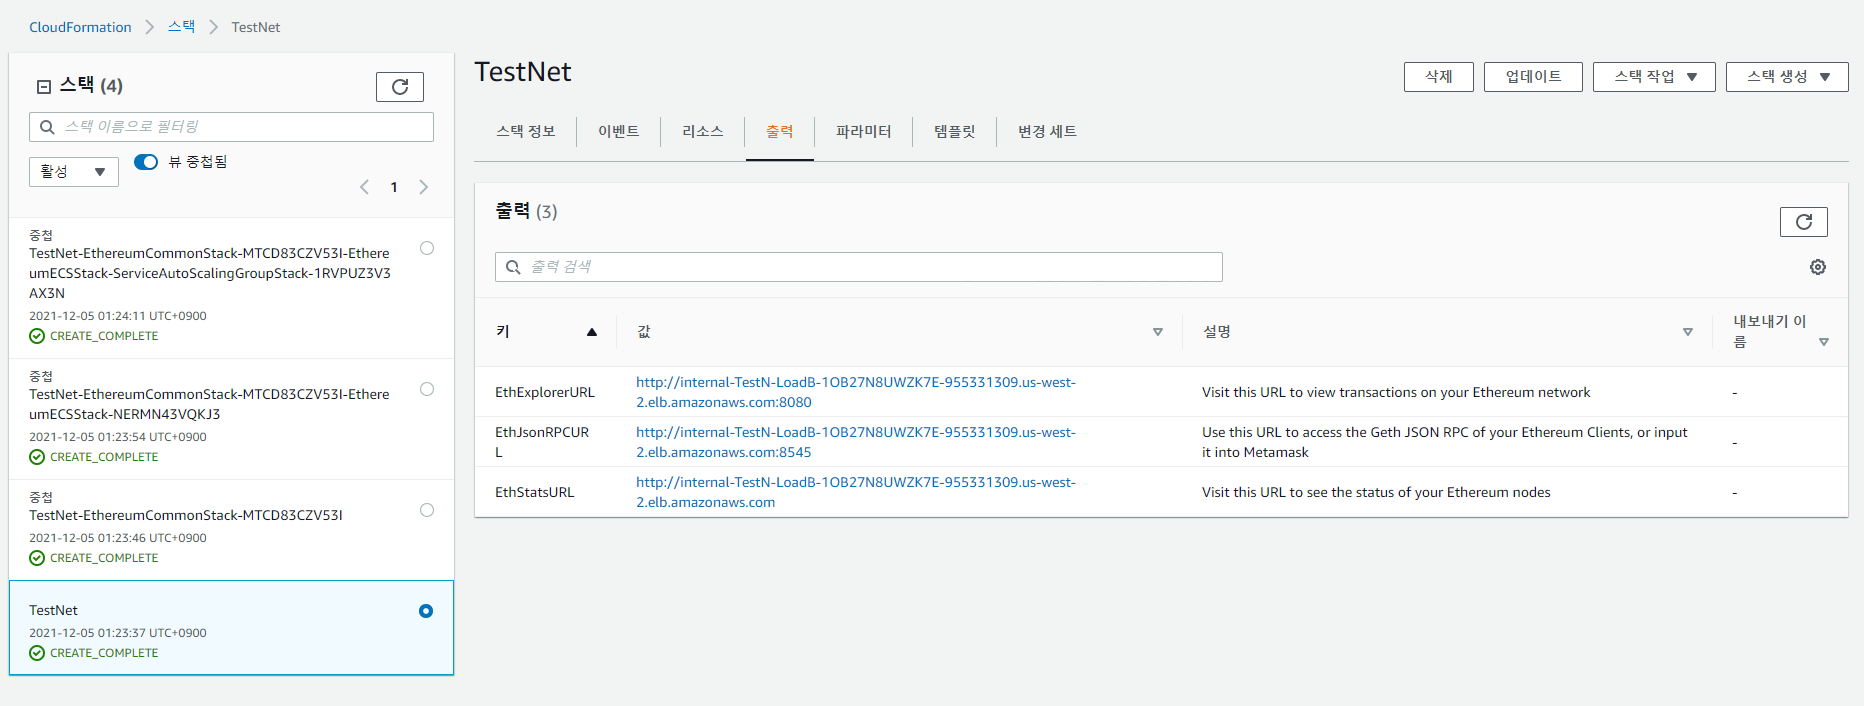 CloudFormation > 스택 > TestNet
스택 (4)
스택 이름으로 필터링
활성
뷰 중첩됨
1
중첩
TestNet-EthereumCommonStack-MTCD83CZV53I-Ethere
umECSStack-ServiceAutoScalingGroupStack-1RVPUZ3V3
AX3N
2021-12-05 01:24:11 UTC+0900
CREATE_COMPLETE
중첩
TestNet-EthereumCommonStack-MTCD83CZV53I-Ethere
umECSStack-NERMN43VQKJ3
2021-12-05 01:23:54 UTC+0900
CREATE_COMPLETE
중첩
TestNet-EthereumCommonStack-MTCD83CZV53I
2021-12-05 01:23:46 UTC+0900
CREATE_COMPLETE
TestNet
2021-12-05 01:23:37 UTC+0900
CREATE_COMPLETE
TestNet
삭제 업데이트 스택 작업 스택 생성
스택 정보 이벤트 리소스 출력 파라미터 템플릿 변경 세트
출력 (3)
출력 검색
키 값 설명 내보내기 이
름
EthExplorerURL
http://internal-TestN-LoadB-1OB27N8UWZK7E-955331309.us-west-
2.elb.amazonaws.com:8080
Visit this URL to view transactions on your Ethereum network
-
EthJsonRPCUR
L
http://internal-TestN-LoadB-1OB27N8UWZK7E-955331309.us-west-
2.elb.amazonaws.com:8545
Use this URL to access the Geth JSON RPC of your Ethereum Clients, or input
it into Metamask
-
EthStatsURL
http://internal-TestN-LoadB-1OB27N8UWZK7E-955331309.us-west-
2.elb.amazonaws.com
Visit this URL to see the status of your Ethereum nodes
-